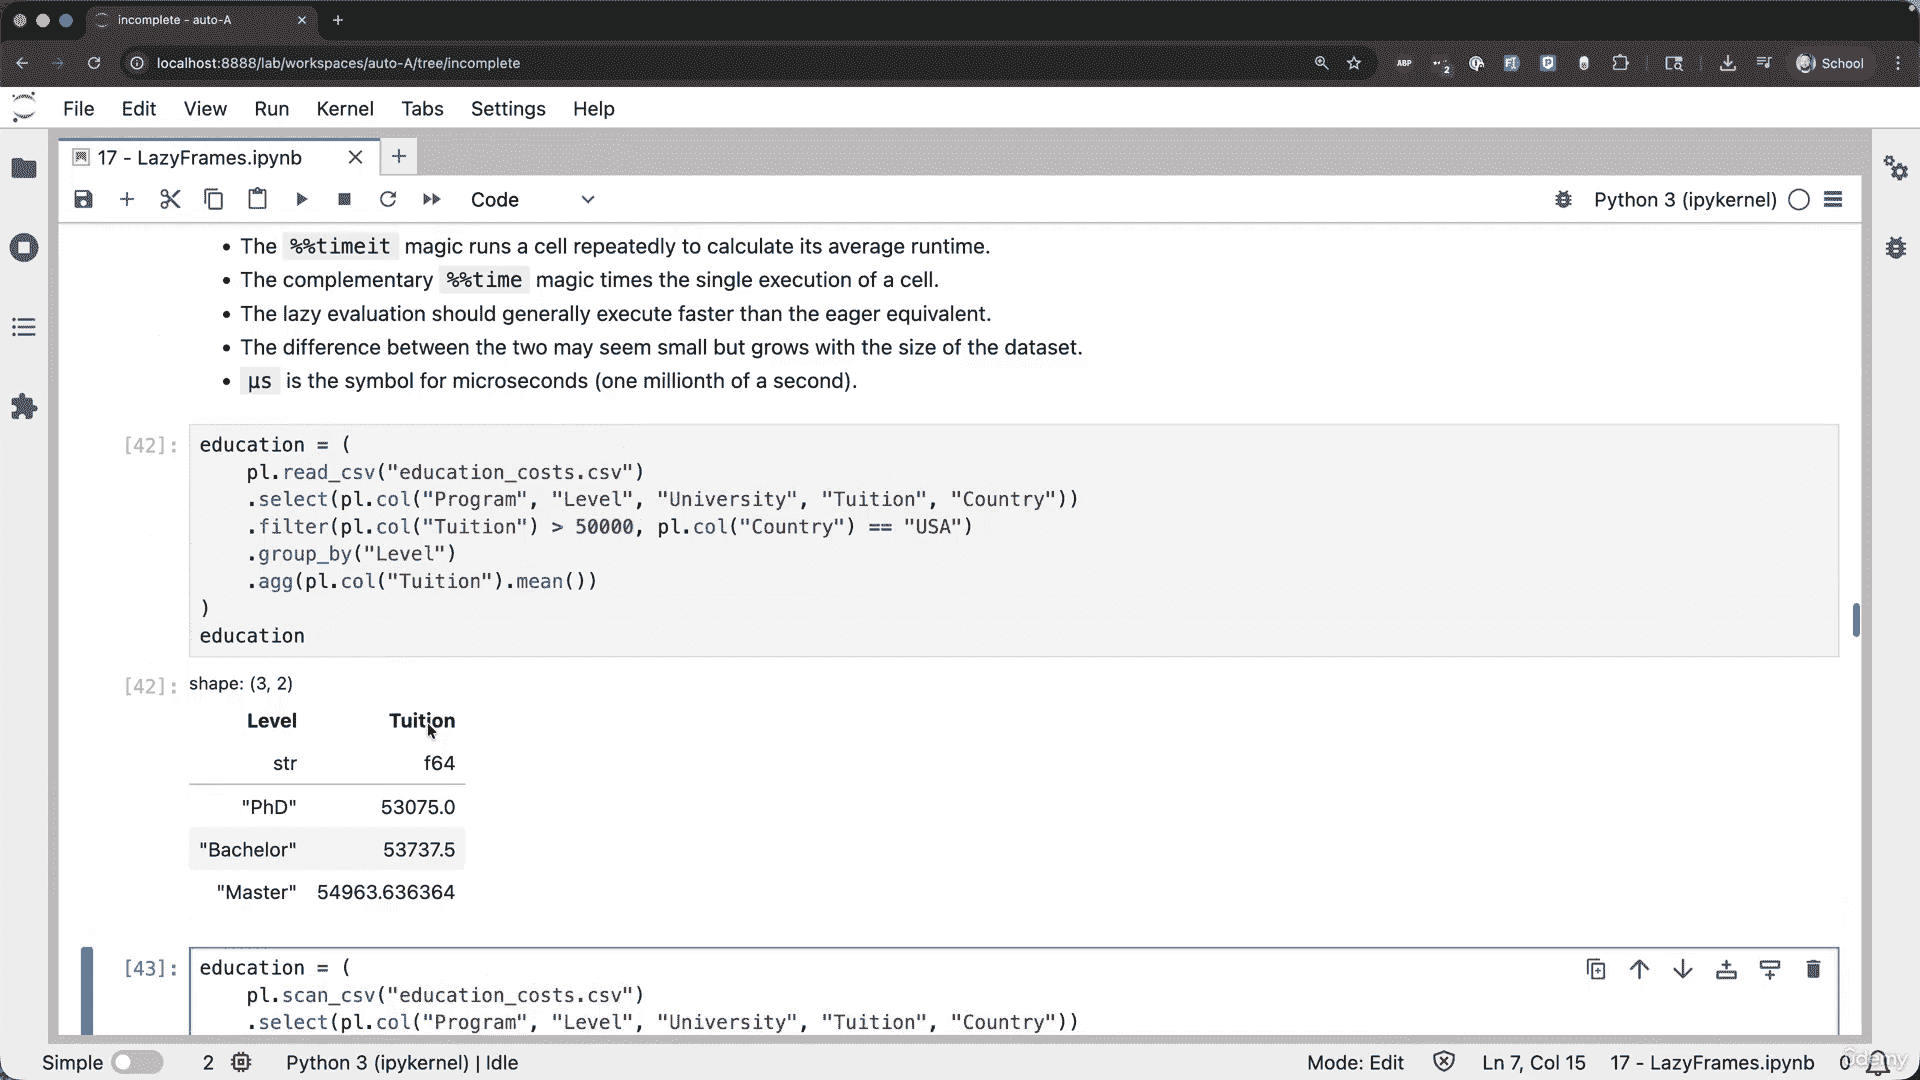 incomplete - auto-A
localhost:8888/lab/workspaces/auto-A/tree/incomplete
ABP
2
School
File Edit View Run Kernel Tabs Settings Help
17 - LazyFrames.ipynb
Code
Python 3 (ipykernel)
• The %%timeit magic runs a cell repeatedly to calculate its average runtime.
• The complementary %%time magic times the single execution of a cell.
• The lazy evaluation should generally execute faster than the eager equivalent.
• The difference between the two may seem small but grows with the size of the dataset.
• μs is the symbol for microseconds (one millionth of a second).
[42]: education = (
    pl.read_csv("education_costs.csv")
    .select(pl.col("Program", "Level", "University", "Tuition", "Country"))
    .filter(pl.col("Tuition") > 50000, pl.col("Country") == "USA")
    .group_by("Level")
    .agg(pl.col("Tuition").mean())
)
education
[42]: shape: (3, 2)
Level Tuition
str f64
"PhD" 53075.0
"Bachelor" 53737.5
"Master" 54963.636364
[43]: education = (
    pl.scan_csv("education_costs.csv")
    .select(pl.col("Program", "Level", "University", "Tuition", "Country"))
Simple 2 Python 3 (ipykernel) | Idle Mode: Edit Ln 7, Col 15 17 - LazyFrames.ipynb 0
udemy